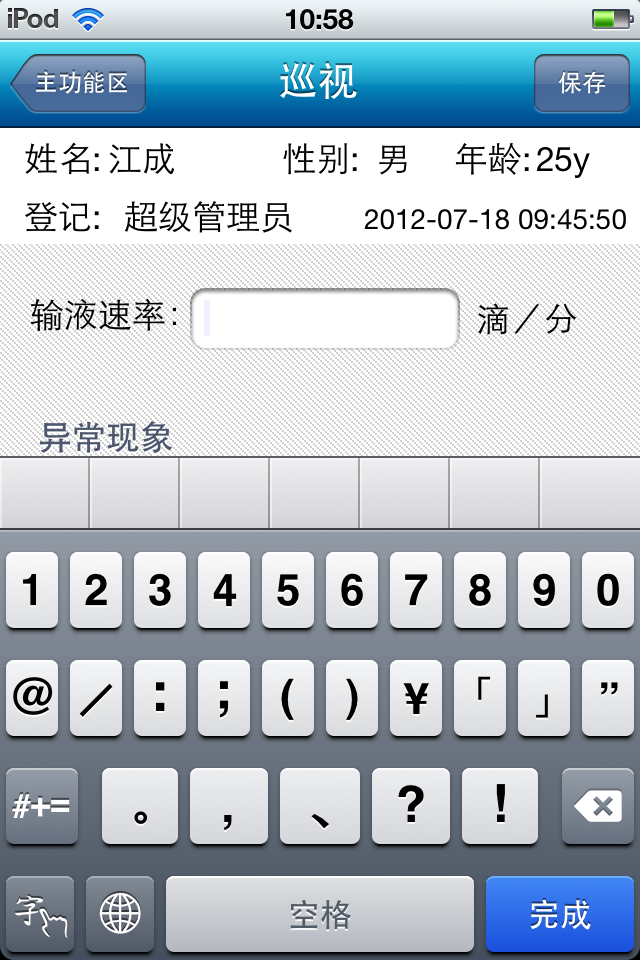 iPod 10:58
主功能区 巡视 保存
姓名: 江成 性别: 男 年龄: 25y
登记: 超级管理员 2012-07-18 09:45:50
输液速率: 滴／分
异常现象
1 2 3 4 5 6 7 8 9 0
@ ／ : ; ( ) ¥ 「 」 ”
#+= 。 , 、 ? !
字 空格 完成